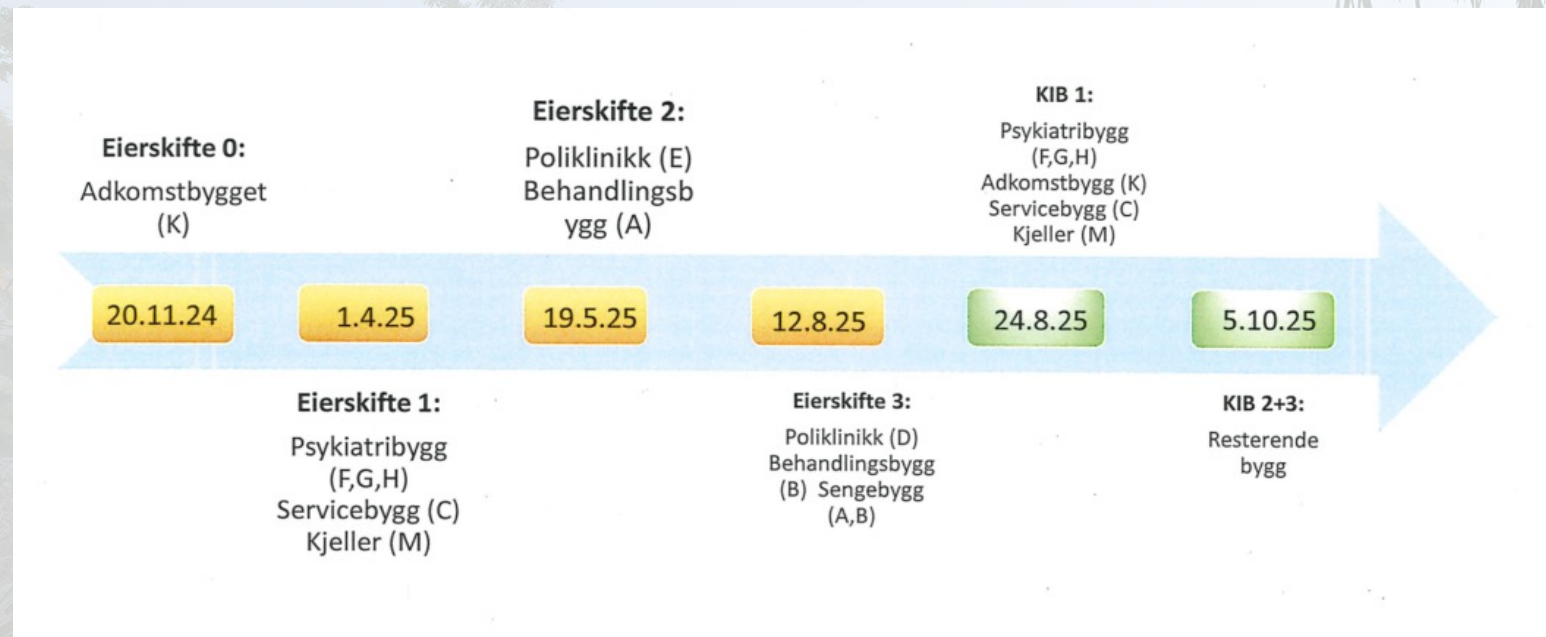 Eierskifte 0:
Adkomstbygget
(K)
20.11.24
Eierskifte 1:
Psykiatribygg
(F,G,H)
Servicebygg (C)
Kjeller (M)
1.4.25
Eierskifte 2:
Poliklinikk (E)
Behandlingsb
ygg (A)
19.5.25
Eierskifte 3:
Poliklinikk (D)
Behandlingsbygg
(B) Sengebygg
(A,B)
12.8.25
KIB 1:
Psykiatribygg
(F,G,H)
Adkomstbygg (K)
Servicebygg (C)
Kjeller (M)
24.8.25
KIB 2+3:
Resterende
bygg
5.10.25